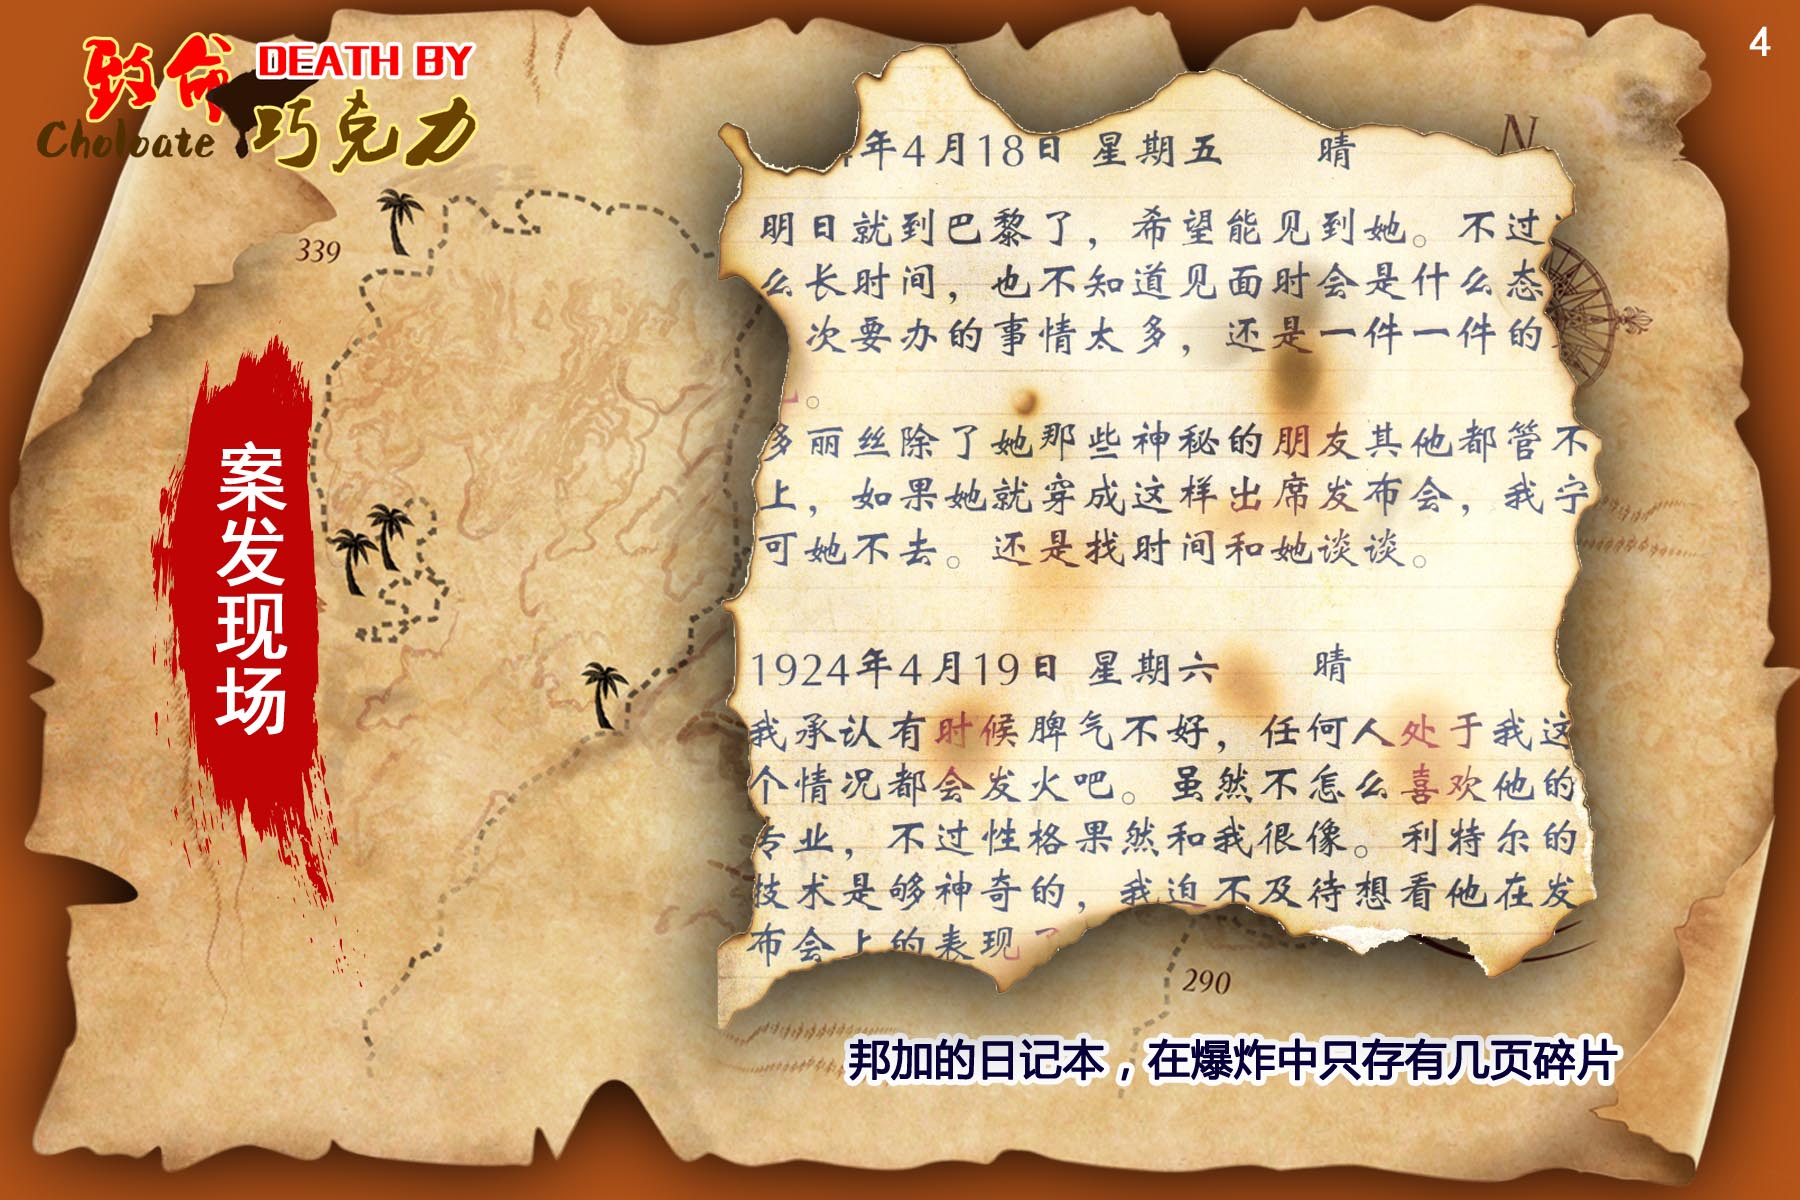 4
致命
DEATH BY
Choloate
巧克力
339
N
案发现场
年4月18日 星期五 晴
明日就到巴黎了，希望能见到她。不过
么长时间，也不知道见面时会是什么态
次要办的事情太多，还是一件一件的
。
多丽丝除了她那些神秘的朋友其他都管不
上，如果她就穿成这样出席发布会，我宁
可她不去。还是找时间和她谈谈。
1924年4月19日 星期六 晴
我承认有时候脾气不好，任何人处于我这
个情况都会发火吧。虽然不怎么喜欢他的
专业，不过性格果然和我很像。利特尔的
技术是够神奇的，我迫不及待想看他在发
布会上的表现了
290
邦加的日记本，在爆炸中只存有几页碎片